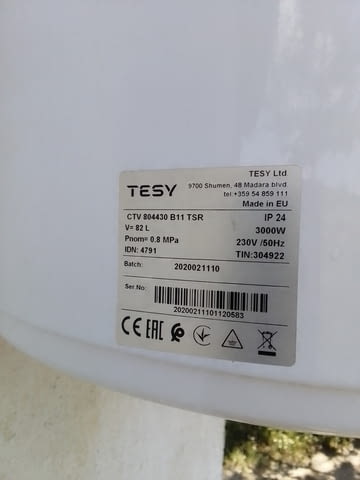 TESY Ltd
9700 Shumen, 48 Madara blvd
tel:+359 54 859 111
TESY
Made in EU
CTV 804430 B11 TSR IP 24
V= 82 L 3000W
Pnom= 0.8 MPa 230V /50Hz
IDN: 4791 TIN:304922
Batch: 2020021110
Ser.No:
20200211101120583
CE EAC